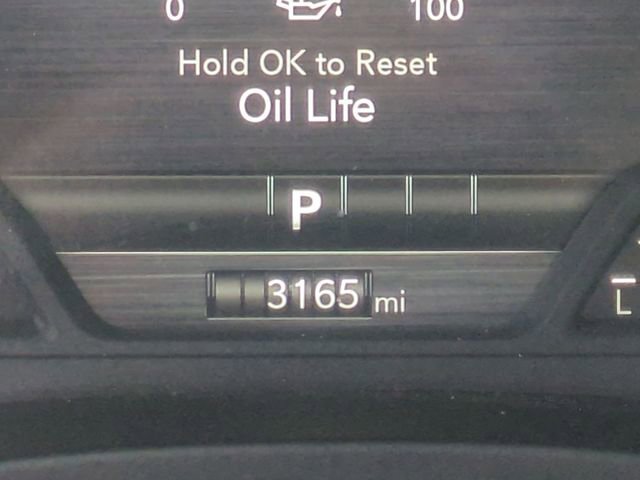 0 100
Hold OK to Reset
Oil Life
P
3165 mi
L